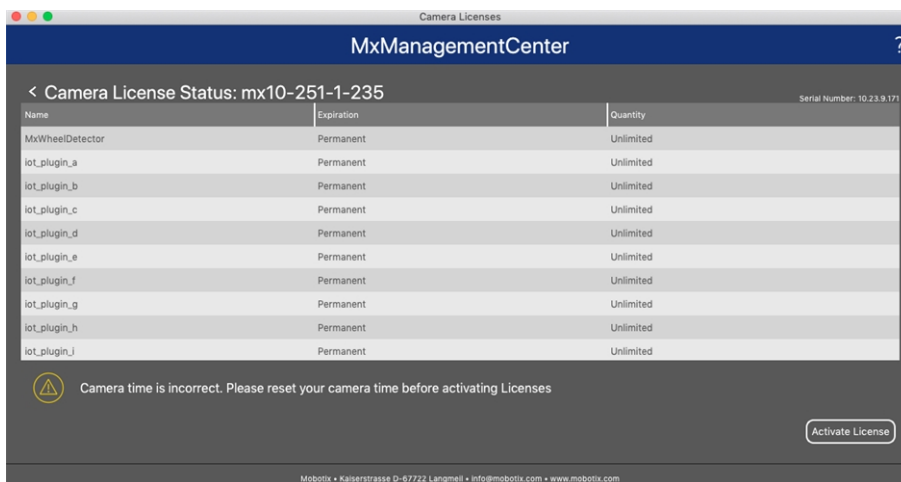 Camera Licenses
MxManagementCenter
?
< Camera License Status: mx10-251-1-235
Serial Number: 10.23.9.171
Name Expiration Quantity
MxWheelDetector Permanent Unlimited
iot_plugin_a Permanent Unlimited
iot_plugin_b Permanent Unlimited
iot_plugin_c Permanent Unlimited
iot_plugin_d Permanent Unlimited
iot_plugin_e Permanent Unlimited
iot_plugin_f Permanent Unlimited
iot_plugin_g Permanent Unlimited
iot_plugin_h Permanent Unlimited
iot_plugin_i Permanent Unlimited
Camera time is incorrect. Please reset your camera time before activating Licenses
Activate License
Mobotix • Kaiserstrasse D-67722 Langmeil • info@mobotix.com • www.mobotix.com